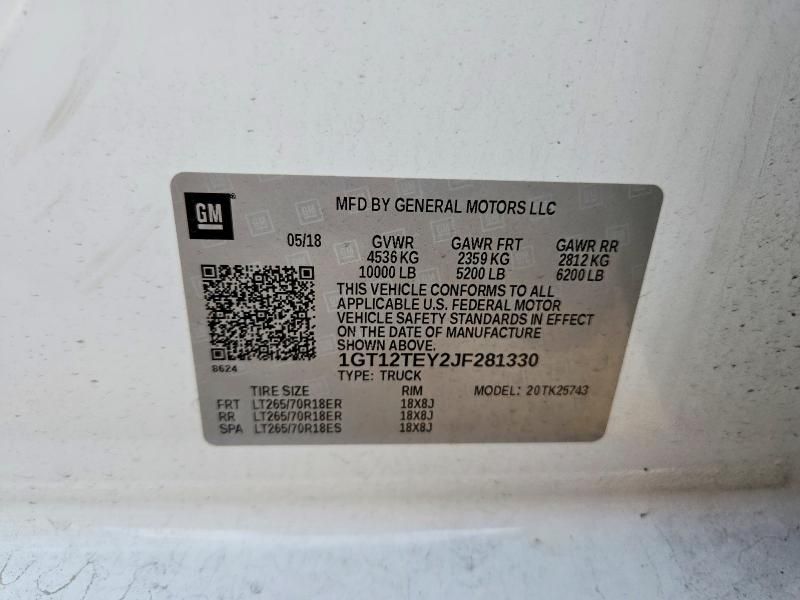 GM
MFD BY GENERAL MOTORS LLC
05/18 GVWR GAWR FRT GAWR RR
4536 KG 2359 KG 2812 KG
10000 LB 5200 LB 6200 LB
THIS VEHICLE CONFORMS TO ALL
APPLICABLE U.S. FEDERAL MOTOR
VEHICLE SAFETY STANDARDS IN EFFECT
ON THE DATE OF MANUFACTURE
SHOWN ABOVE.
1GT12TEY2JF281330
8624
TYPE: TRUCK
MODEL: 20TK25743
TIRE SIZE RIM
FRT LT265/70R18ER 18X8J
RR LT265/70R18ER 18X8J
SPA LT265/70R18ES 18X8J